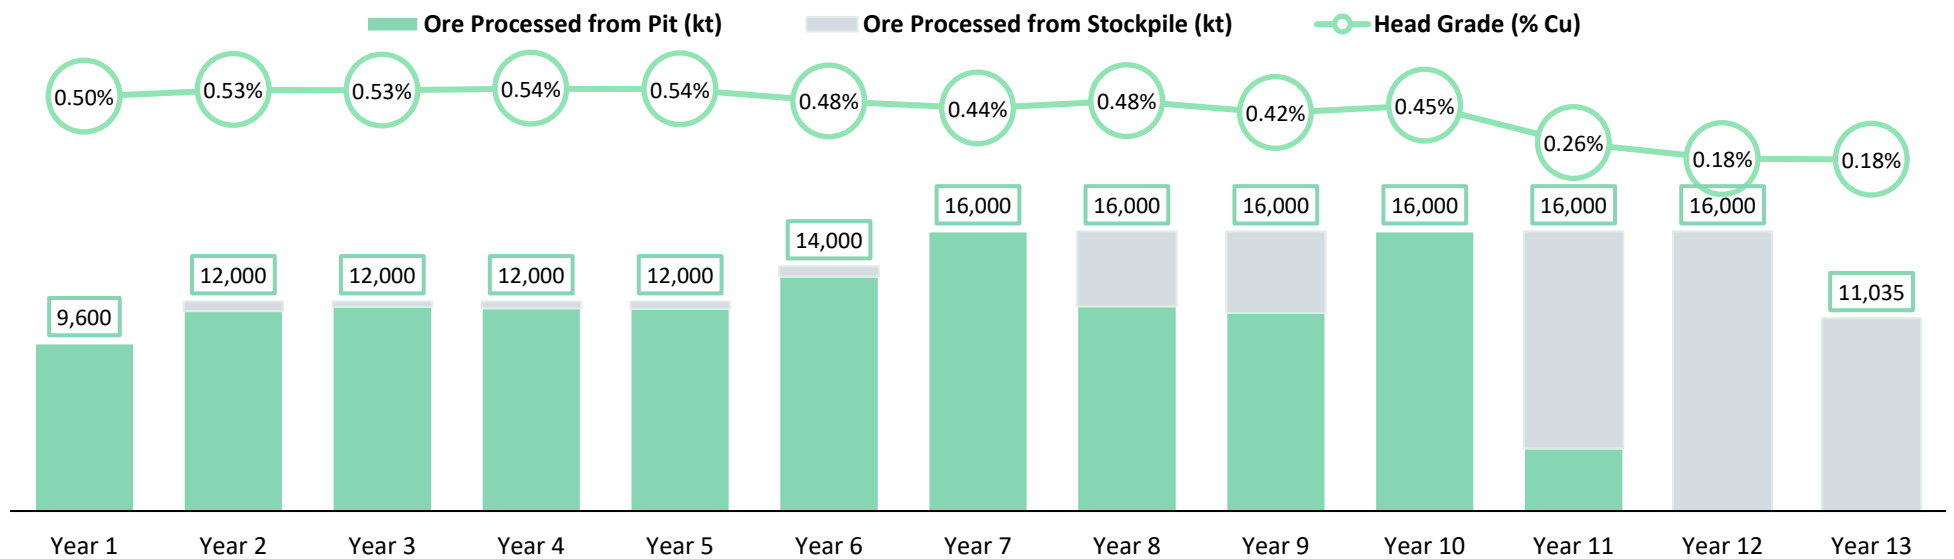 Ore Processed from Pit (kt) Ore Processed from Stockpile (kt) Head Grade (% Cu)
0.50% 0.53% 0.53% 0.54% 0.54% 0.48% 0.44% 0.48% 0.42% 0.45% 0.26% 0.18% 0.18%
9,600 12,000 12,000 12,000 12,000 14,000 16,000 16,000 16,000 16,000 16,000 16,000 11,035
Year 1 Year 2 Year 3 Year 4 Year 5 Year 6 Year 7 Year 8 Year 9 Year 10 Year 11 Year 12 Year 13